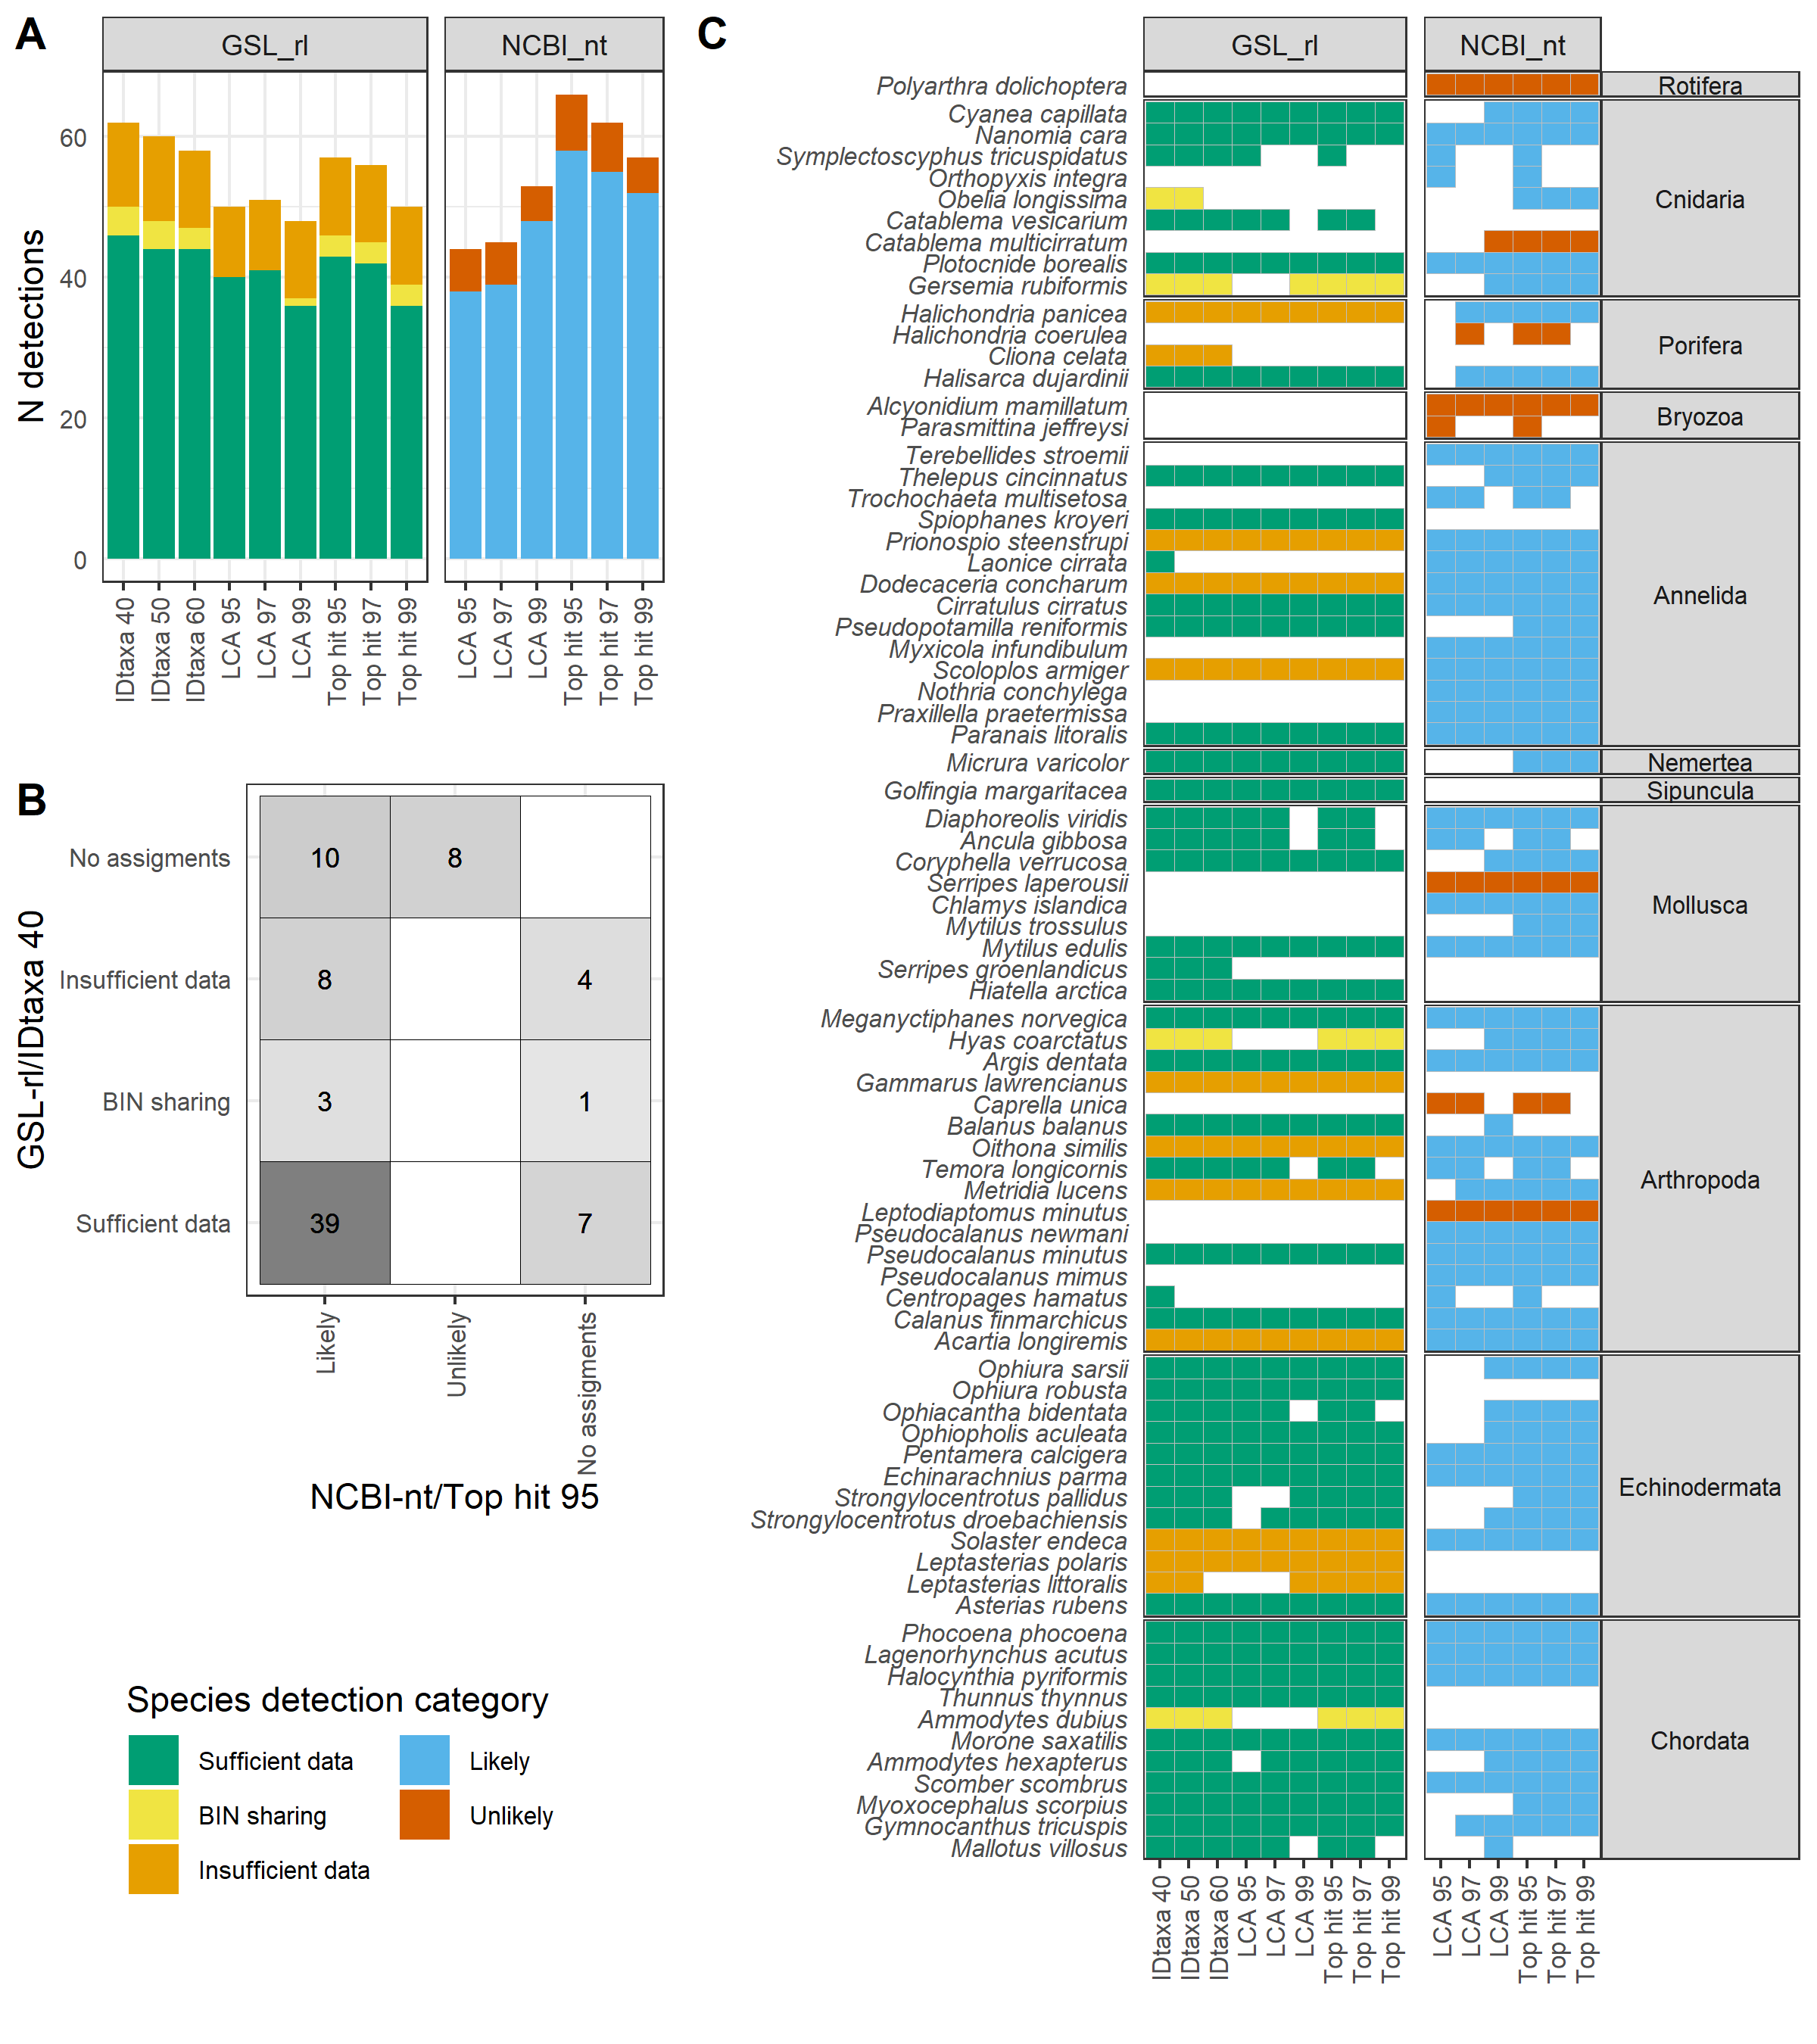 A
GSL_rl
NCBI_nt
N detections
60
40
20
0
IDtaxa 40
IDtaxa 50
IDtaxa 60
LCA 95
LCA 97
LCA 99
Top hit 95
Top hit 97
Top hit 99
LCA 95
LCA 97
LCA 99
Top hit 95
Top hit 97
Top hit 99
B
GSL-rl/IDtaxa 40
No assigments
10
8
Insufficient data
8
4
BIN sharing
3
1
Sufficient data
39
7
Likely
Unlikely
No assigments
NCBI-nt/Top hit 95
Species detection category
Sufficient data
BIN sharing
Insufficient data
Likely
Unlikely
C
GSL_rl
NCBI_nt
Polyarthra dolichoptera
Rotifera
Cyanea capillata
Nanomia cara
Symplectoscyphus tricuspidatus
Orthopyxis integra
Obelia longissima
Catablema vesicarium
Catablema multicirratum
Plotocnide borealis
Gersemia rubiformis
Cnidaria
Halichondria panicea
Halichondria coerulea
Cliona celata
Halisarca dujardinii
Porifera
Alcyonidium mamillatum
Parasmittina jeffreysi
Bryozoa
Terebellides stroemii
Thelepus cincinnatus
Trochochaeta multisetosa
Spiophanes kroyeri
Prionospio steenstrupi
Laonice cirrata
Dodecaceria concharum
Cirratulus cirratus
Pseudopotamilla reniformis
Myxicola infundibulum
Scoloplos armiger
Nothria conchylega
Praxillella praetermissa
Paranais litoralis
Annelida
Micrura varicolor
Nemertea
Golfingia margaritacea
Sipuncula
Diaphoreolis viridis
Ancula gibbosa
Coryphella verrucosa
Serripes laperousii
Chlamys islandica
Mytilus trossulus
Mytilus edulis
Serripes groenlandicus
Hiatella arctica
Mollusca
Meganyctiphanes norvegica
Hyas coarctatus
Argis dentata
Gammarus lawrencianus
Caprella unica
Balanus balanus
Oithona similis
Temora longicornis
Metridia lucens
Leptodiaptomus minutus
Pseudocalanus newmani
Pseudocalanus minutus
Pseudocalanus mimus
Centropages hamatus
Calanus finmarchicus
Acartia longiremis
Arthropoda
Ophiura sarsii
Ophiura robusta
Ophiacantha bidentata
Ophiopholis aculeata
Pentamera calcigera
Echinarachnius parma
Strongylocentrotus pallidus
Strongylocentrotus droebachiensis
Solaster endeca
Leptasterias polaris
Leptasterias littoralis
Asterias rubens
Echinodermata
Phocoena phocoena
Lagenorhynchus acutus
Halocynthia pyriformis
Thunnus thynnus
Ammodytes dubius
Morone saxatilis
Ammodytes hexapterus
Scomber scombrus
Myoxocephalus scorpius
Gymnocanthus tricuspis
Mallotus villosus
Chordata
IDtaxa 40
IDtaxa 50
IDtaxa 60
LCA 95
LCA 97
LCA 99
Top hit 95
Top hit 97
Top hit 99
LCA 95
LCA 97
LCA 99
Top hit 95
Top hit 97
Top hit 99